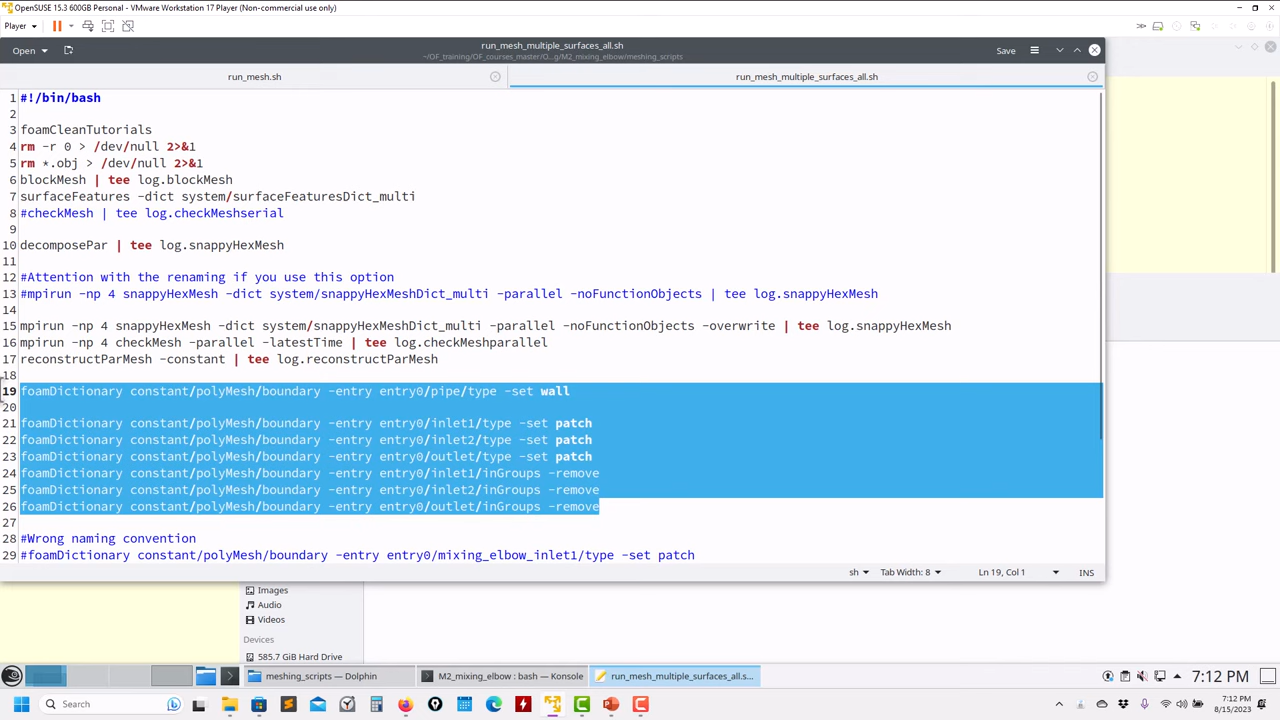 OpenSUSE 15.3 600GB Personal - VMware Workstation 17 Player (Non-commercial use only)
Player
Open
run_mesh_multiple_surfaces_all.sh
Save
run_mesh.sh
run_mesh_multiple_surfaces_all.sh
1 #!/bin/bash
2
3 foamCleanTutorials
4 rm -r 0 > /dev/null 2>&1
5 rm *.obj > /dev/null 2>&1
6 blockMesh | tee log.blockMesh
7 surfaceFeatures -dict system/surfaceFeaturesDict_multi
8 #checkMesh | tee log.checkMeshserial
9
10 decomposePar | tee log.snappyHexMesh
11
12 #Attention with the renaming if you use this option
13 #mpirun -np 4 snappyHexMesh -dict system/snappyHexMeshDict_multi -parallel -noFunctionObjects | tee log.snappyHexMesh
14
15 mpirun -np 4 snappyHexMesh -dict system/snappyHexMeshDict_multi -parallel -noFunctionObjects -overwrite | tee log.snappyHexMesh
16 mpirun -np 4 checkMesh -parallel -latestTime | tee log.checkMeshparallel
17 reconstructParMesh -constant | tee log.reconstructParMesh
18
19 foamDictionary constant/polyMesh/boundary -entry entry0/pipe/type -set wall
20
21 foamDictionary constant/polyMesh/boundary -entry entry0/inlet1/type -set patch
22 foamDictionary constant/polyMesh/boundary -entry entry0/inlet2/type -set patch
23 foamDictionary constant/polyMesh/boundary -entry entry0/outlet/type -set patch
24 foamDictionary constant/polyMesh/boundary -entry entry0/inlet1/inGroups -remove
25 foamDictionary constant/polyMesh/boundary -entry entry0/inlet2/inGroups -remove
26 foamDictionary constant/polyMesh/boundary -entry entry0/outlet/inGroups -remove
27
28 #Wrong naming convention
29 #foamDictionary constant/polyMesh/boundary -entry entry0/mixing_elbow_inlet1/type -set patch
sh Tab Width: 8 Ln 19, Col 1 INS
Images
Audio
Videos
Devices
585.7 GiB Hard Drive
meshing_scripts — Dolphin
M2_mixing_elbow : bash — Konsole
run_mesh_multiple_surfaces_all.s...
7:12 PM
Search
7:12 PM
8/15/2023